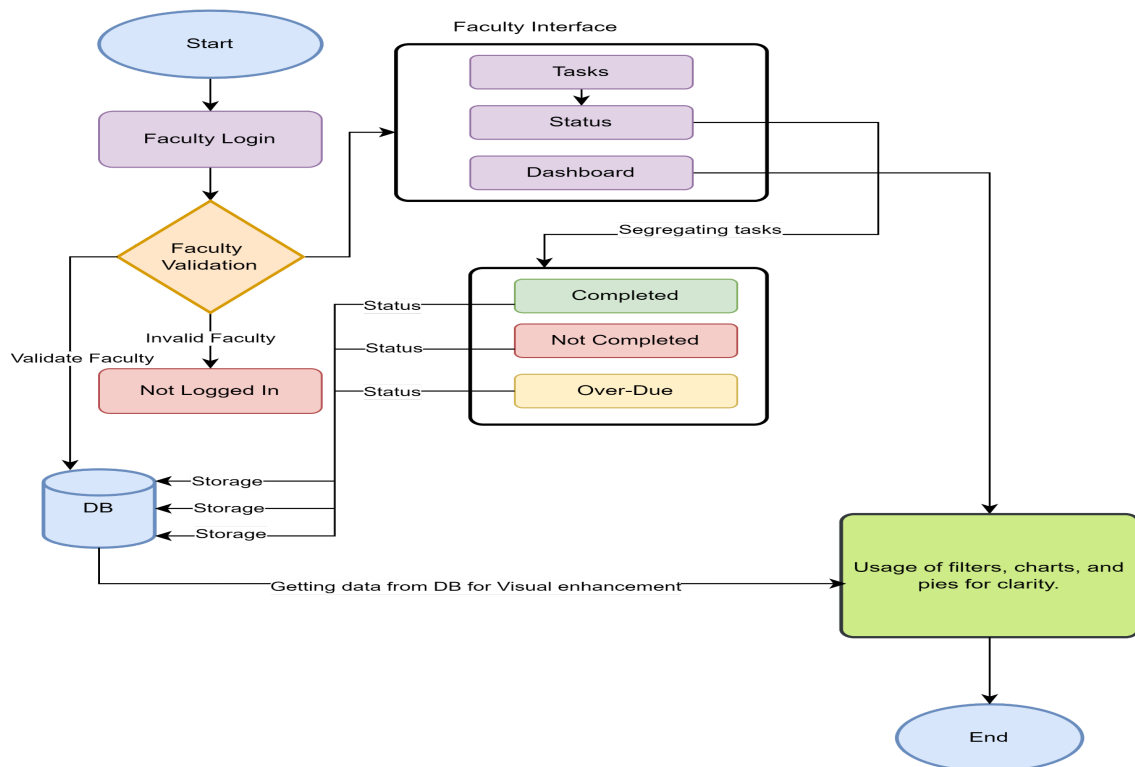 Start
Faculty Interface
Tasks
Status
Dashboard
Faculty Login
Faculty
Validation
Segregating tasks
Completed
Not Completed
Over-Due
Status
Status
Status
Invalid Faculty
Validate Faculty
Not Logged In
Storage
Storage
Storage
DB
Getting data from DB for Visual enhancement
Usage of filters, charts, and
pies for clarity.
End